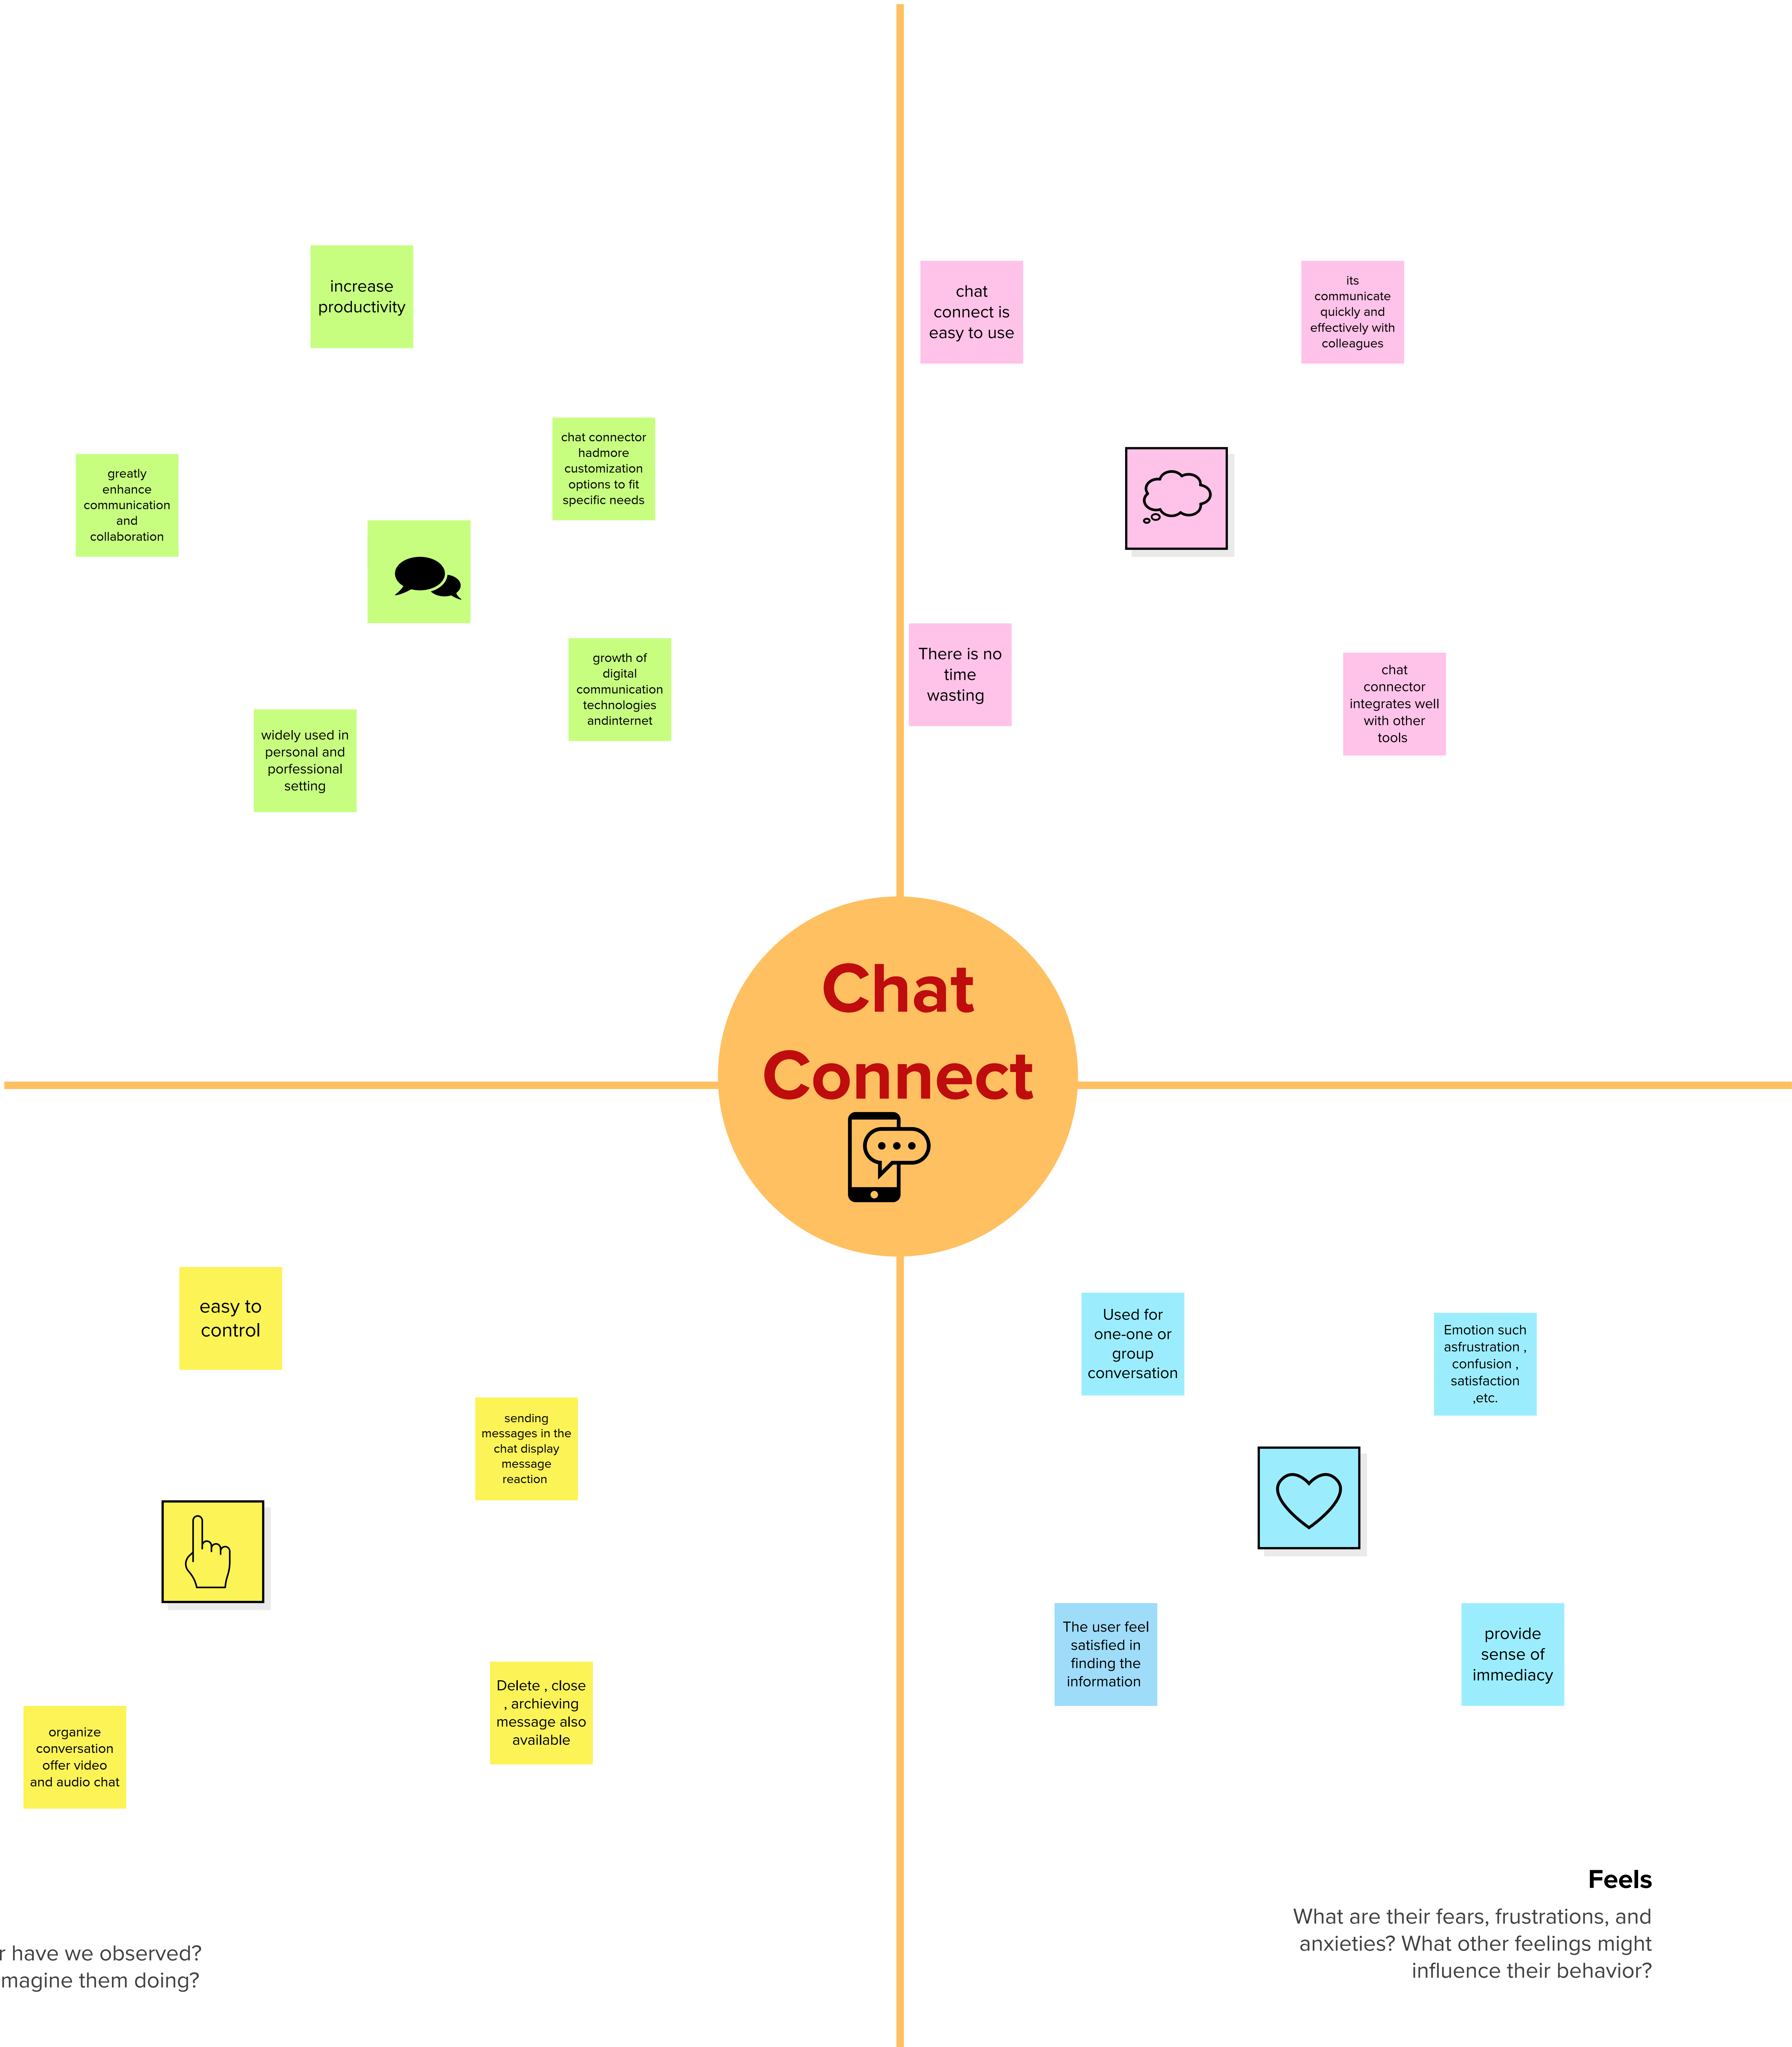 increase
productivity
greatly
enhance
communication
and
collaboration
chat connector
hadmore
customization
options to fit
specific needs
growth of
digital
communication
technologies
andinternet
widely used in
personal and
porfessional
setting
chat
connect is
easy to use
its
communicate
quickly and
effectively with
colleagues
There is no
time
wasting
chat
connector
integrates well
with other
tools
Chat
Connect
easy to
control
sending
messages in the
chat display
message
reaction
Delete , close
, archieving
message also
available
organize
conversation
offer video
and audio chat
r have we observed?
magine them doing?
Used for
one-one or
group
conversation
Emotion such
asfrustration ,
confusion ,
satisfaction
,etc.
The user feel
satisfied in
finding the
information
provide
sense of
immediacy
Feels
What are their fears, frustrations, and
anxieties? What other feelings might
influence their behavior?